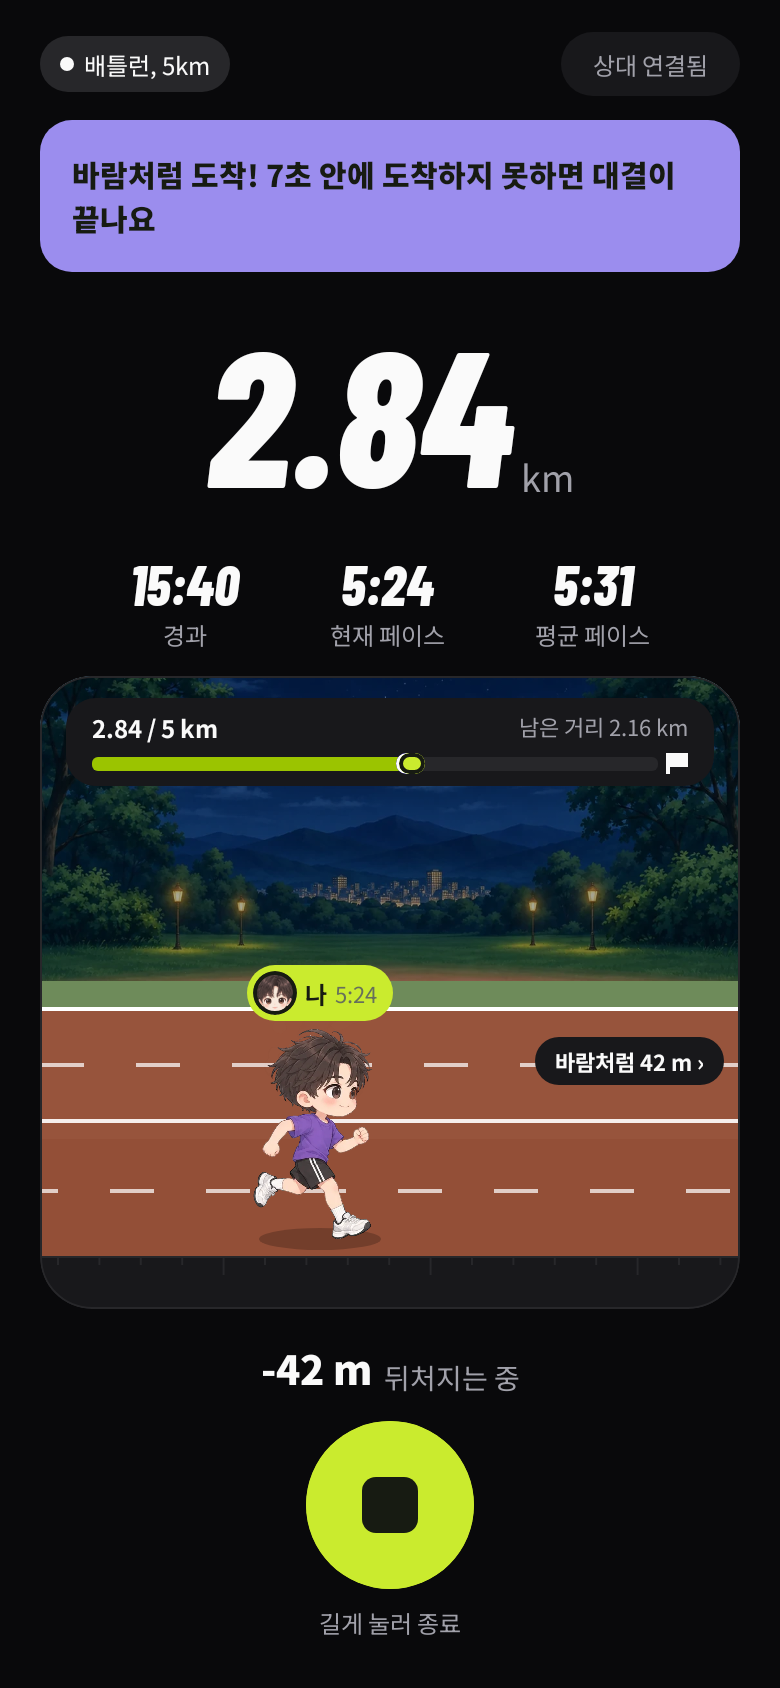 배틀런, 5km
상대 연결됨
바람처럼 도착! 7초 안에 도착하지 못하면 대결이
끝나요
2.84 km
15:40 5:24 5:31
경과 현재 페이스 평균 페이스
2.84 / 5 km 남은 거리 2.16 km
나 5:24
바람처럼 42 m ›
-42 m 뒤처지는 중
길게 눌러 종료